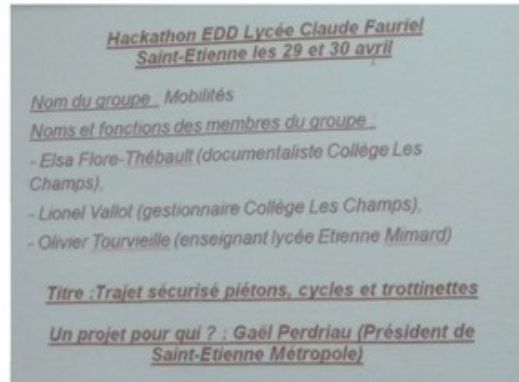 Hackathon EDD Lycée Claude Fauriel
Saint-Etienne les 29 et 30 avril
Nom du groupe : Mobilités
Noms et fonctions des membres du groupe :
- Elsa Flore-Thébault (documentaliste Collège Les
Champs),
- Lionel Vallot (gestionnaire Collège Les Champs),
- Olivier Tourvieille (enseignant lycée Etienne Mimard)
Titre :Trajet sécurisé piétons, cycles et trottinettes
Un projet pour qui ? : Gaël Perdriau (Président de
Saint-Etienne Métropole)